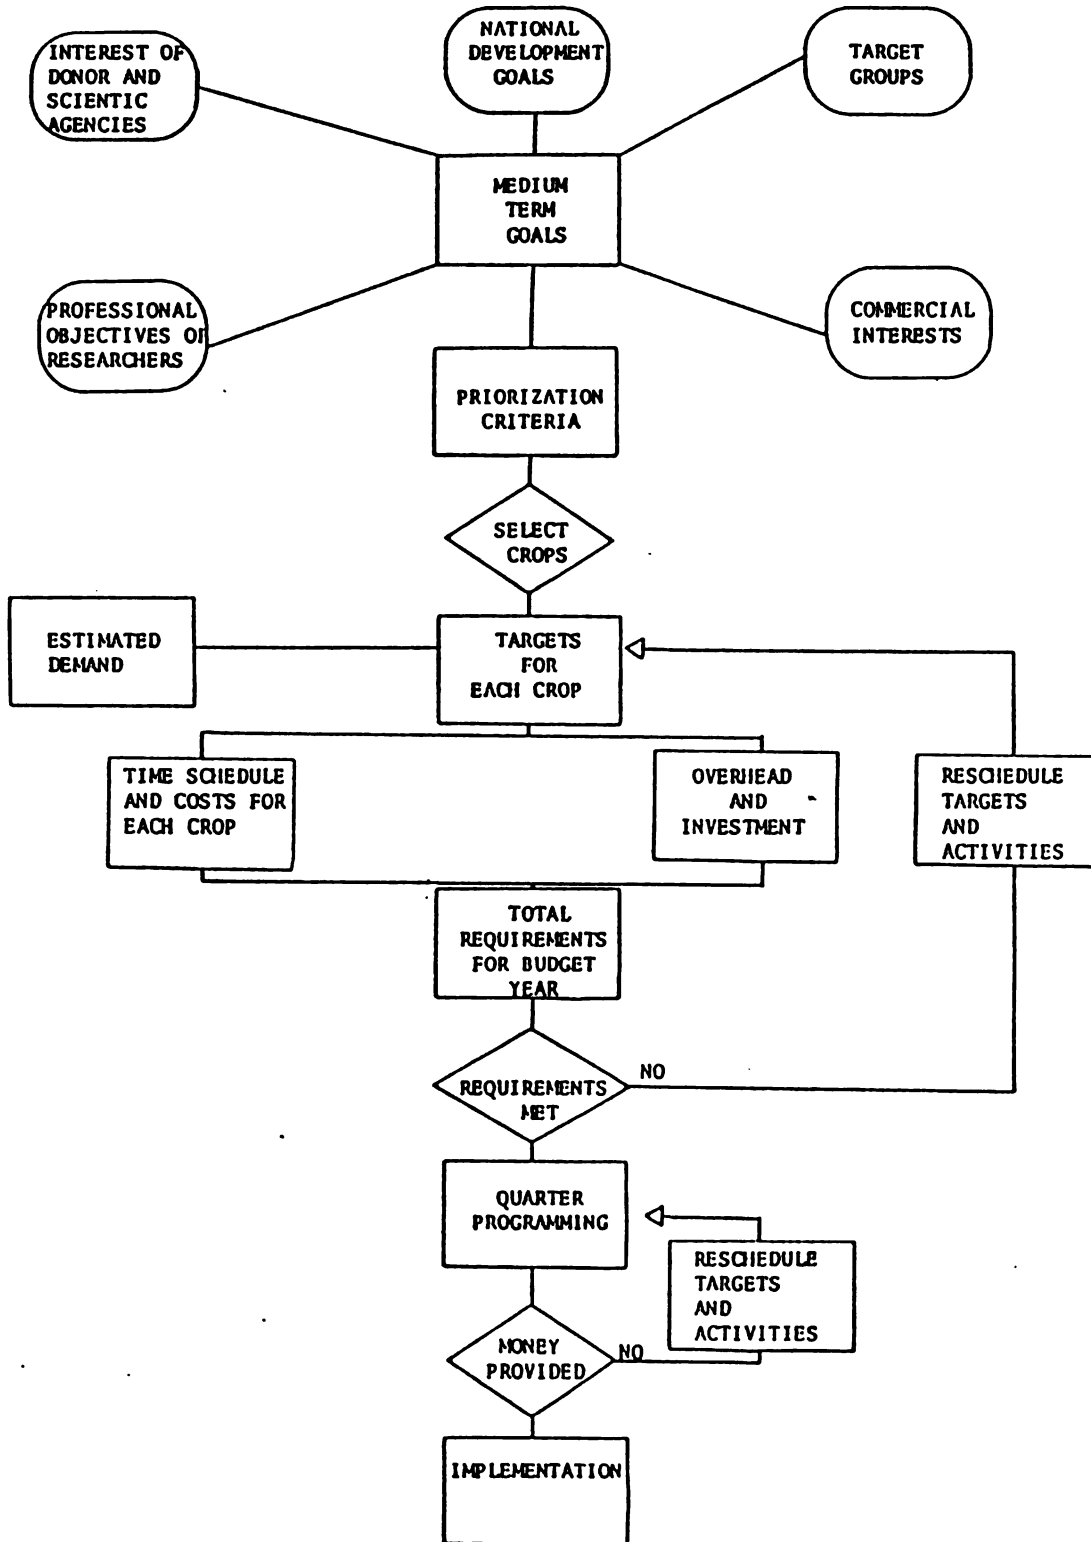 INTEREST OF
DONOR AND
SCIENTIC
AGENCIES
NATIONAL
DEVELOPMENT
GOALS
TARGET
GROUPS
MEDIUM
TERM
GOALS
PROFESSIONAL
OBJECTIVES OF
RESEARCHERS
COMMERCIAL
INTERESTS
PRIORIZATION
CRITERIA
SELECT
CROPS
ESTIMATED
DEMAND
TARGETS
FOR
EACH CROP
TIME SCHEDULE
AND COSTS FOR
EACH CROP
OVERHEAD
AND
INVESTMENT
RESCHEDULE
TARGETS
AND
ACTIVITIES
TOTAL
REQUIREMENTS
FOR BUDGET
YEAR
REQUIREMENTS
MET
NO
QUARTER
PROGRAMMING
RESCHEDULE
TARGETS
AND
ACTIVITIES
MONEY
PROVIDED
NO
IMPLEMENTATION